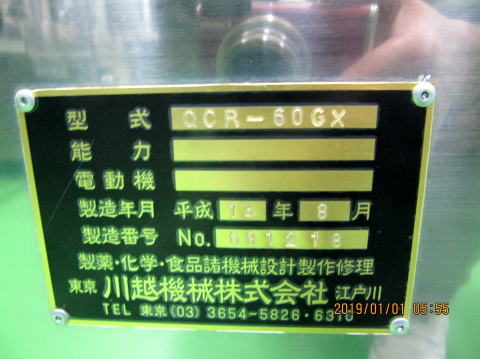 型式 QCR-60GX
能力
電動機
製造年月 平成 13 年 8 月
製造番号 No. 691218
製薬・化学・食品諸機械設計製作修理
東京 川越機械株式会社 江戸川
TEL 東京(03) 3654-5826・6370
2019/01/01 05:55